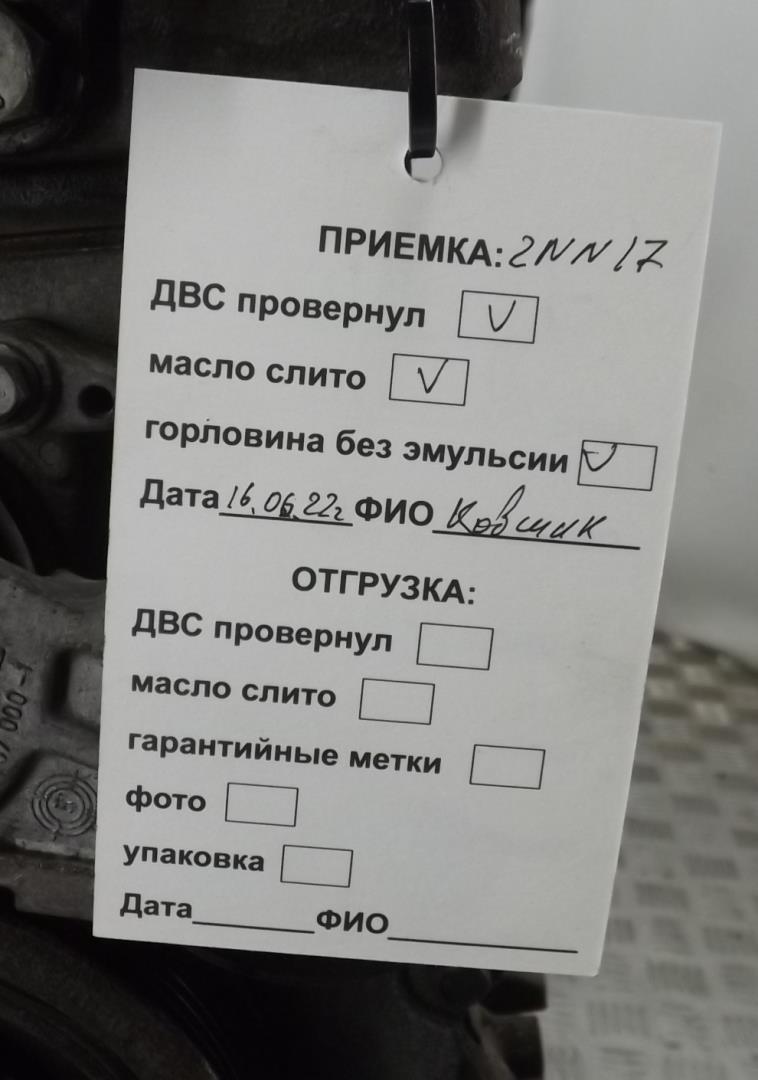 ПРИЕМКА: 2NN17
ДВС провернул
масло слито
горловина без эмульсии
Дата 16.06.22г ФИО Ковшик
ОТГРУЗКА:
ДВС провернул
масло слито
гарантийные метки
фото
упаковка
Дата ФИО